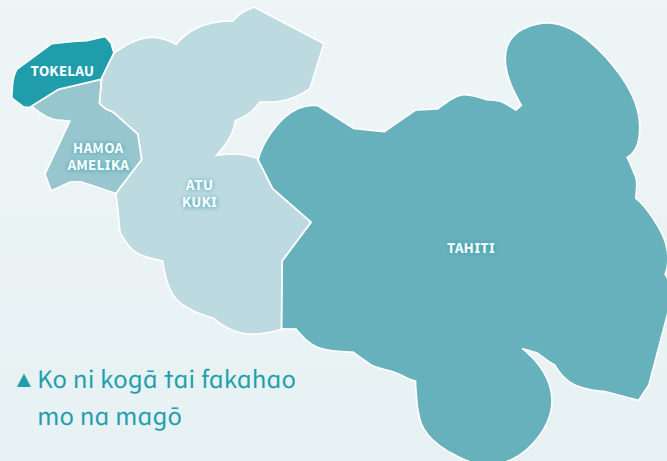 TOKELAU
HAMOA
AMELIKA
ATU
KUKI
TAHITI
▲ Ko ni kogā tai fakahao
mo na magō